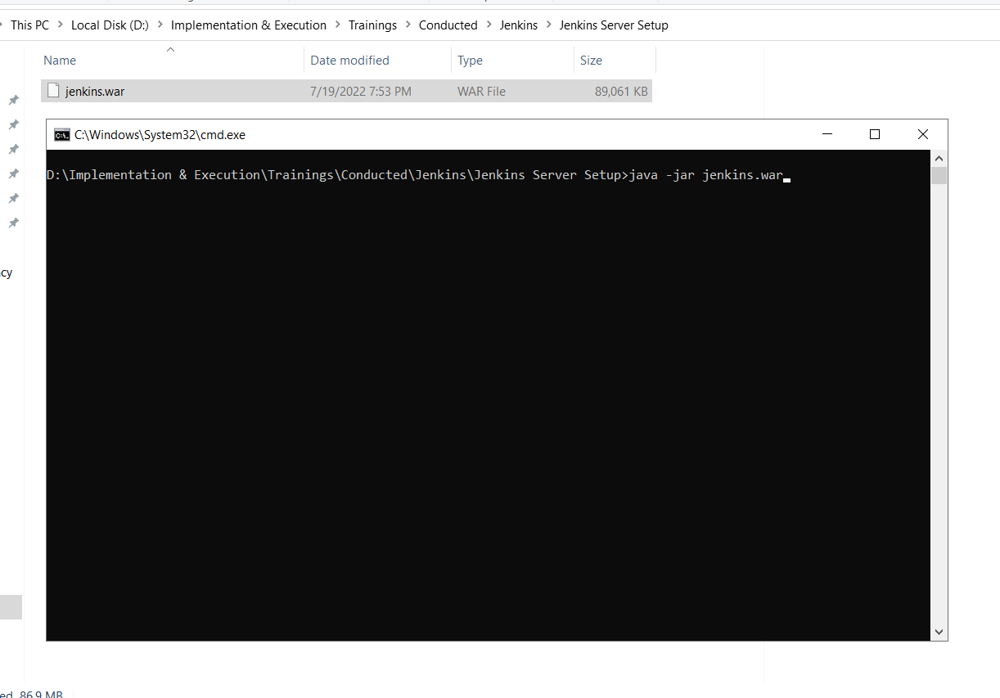 This PC > Local Disk (D:) > Implementation & Execution > Trainings > Conducted > Jenkins > Jenkins Server Setup
Name Date modified Type Size
jenkins.war 7/19/2022 7:53 PM WAR File 89,061 KB
C:\Windows\System32\cmd.exe
D:\Implementation & Execution\Trainings\Conducted\Jenkins\Jenkins Server Setup>java -jar jenkins.war
cy
ed 86.9 MB